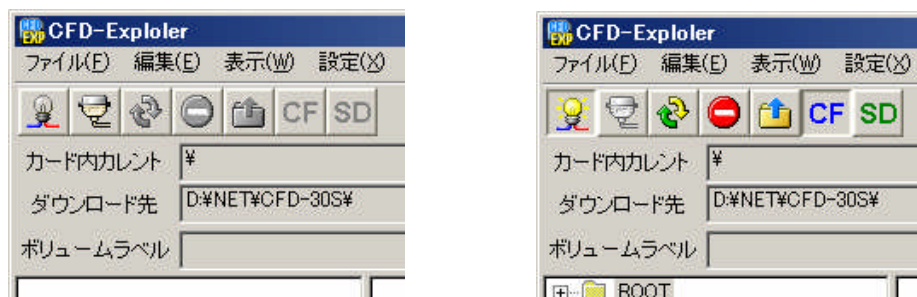 CFD-Exploler
ファイル(F) 編集(E) 表示(W) 設定(X)
CF SD
カード内カレント ¥
ダウンロード先 D:¥NET¥CFD-30S¥
ボリュームラベル
CFD-Exploler
ファイル(F) 編集(E) 表示(W) 設定(X)
CF SD
カード内カレント ¥
ダウンロード先 D:¥NET¥CFD-30S¥
ボリュームラベル
ROOT